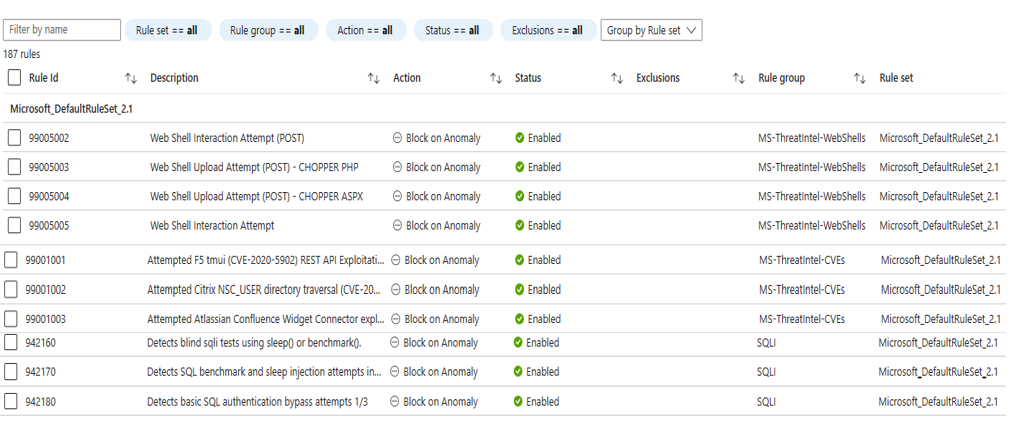 Filter by name Rule set == all Rule group == all Action == all Status == all Exclusions == all Group by Rule set
187 rules
Rule Id Description Action Status Exclusions Rule group Rule set
Microsoft_DefaultRuleSet_2.1
99005002 Web Shell Interaction Attempt (POST) Block on Anomaly Enabled MS-ThreatIntel-WebShells Microsoft_DefaultRuleSet_2.1
99005003 Web Shell Upload Attempt (POST) - CHOPPER PHP Block on Anomaly Enabled MS-ThreatIntel-WebShells Microsoft_DefaultRuleSet_2.1
99005004 Web Shell Upload Attempt (POST) - CHOPPER ASPX Block on Anomaly Enabled MS-ThreatIntel-WebShells Microsoft_DefaultRuleSet_2.1
99005005 Web Shell Interaction Attempt Block on Anomaly Enabled MS-ThreatIntel-WebShells Microsoft_DefaultRuleSet_2.1
99001001 Attempted F5 tmui (CVE-2020-5902) REST API Exploitati... Block on Anomaly Enabled MS-ThreatIntel-CVEs Microsoft_DefaultRuleSet_2.1
99001002 Attempted Citrix NSC_USER directory traversal (CVE-20... Block on Anomaly Enabled MS-ThreatIntel-CVEs Microsoft_DefaultRuleSet_2.1
99001003 Attempted Atlassian Confluence Widget Connector expl... Block on Anomaly Enabled MS-ThreatIntel-CVEs Microsoft_DefaultRuleSet_2.1
942160 Detects blind sqli tests using sleep() or benchmark(). Block on Anomaly Enabled SQLI Microsoft_DefaultRuleSet_2.1
942170 Detects SQL benchmark and sleep injection attempts in... Block on Anomaly Enabled SQLI Microsoft_DefaultRuleSet_2.1
942180 Detects basic SQL authentication bypass attempts 1/3 Block on Anomaly Enabled SQLI Microsoft_DefaultRuleSet_2.1